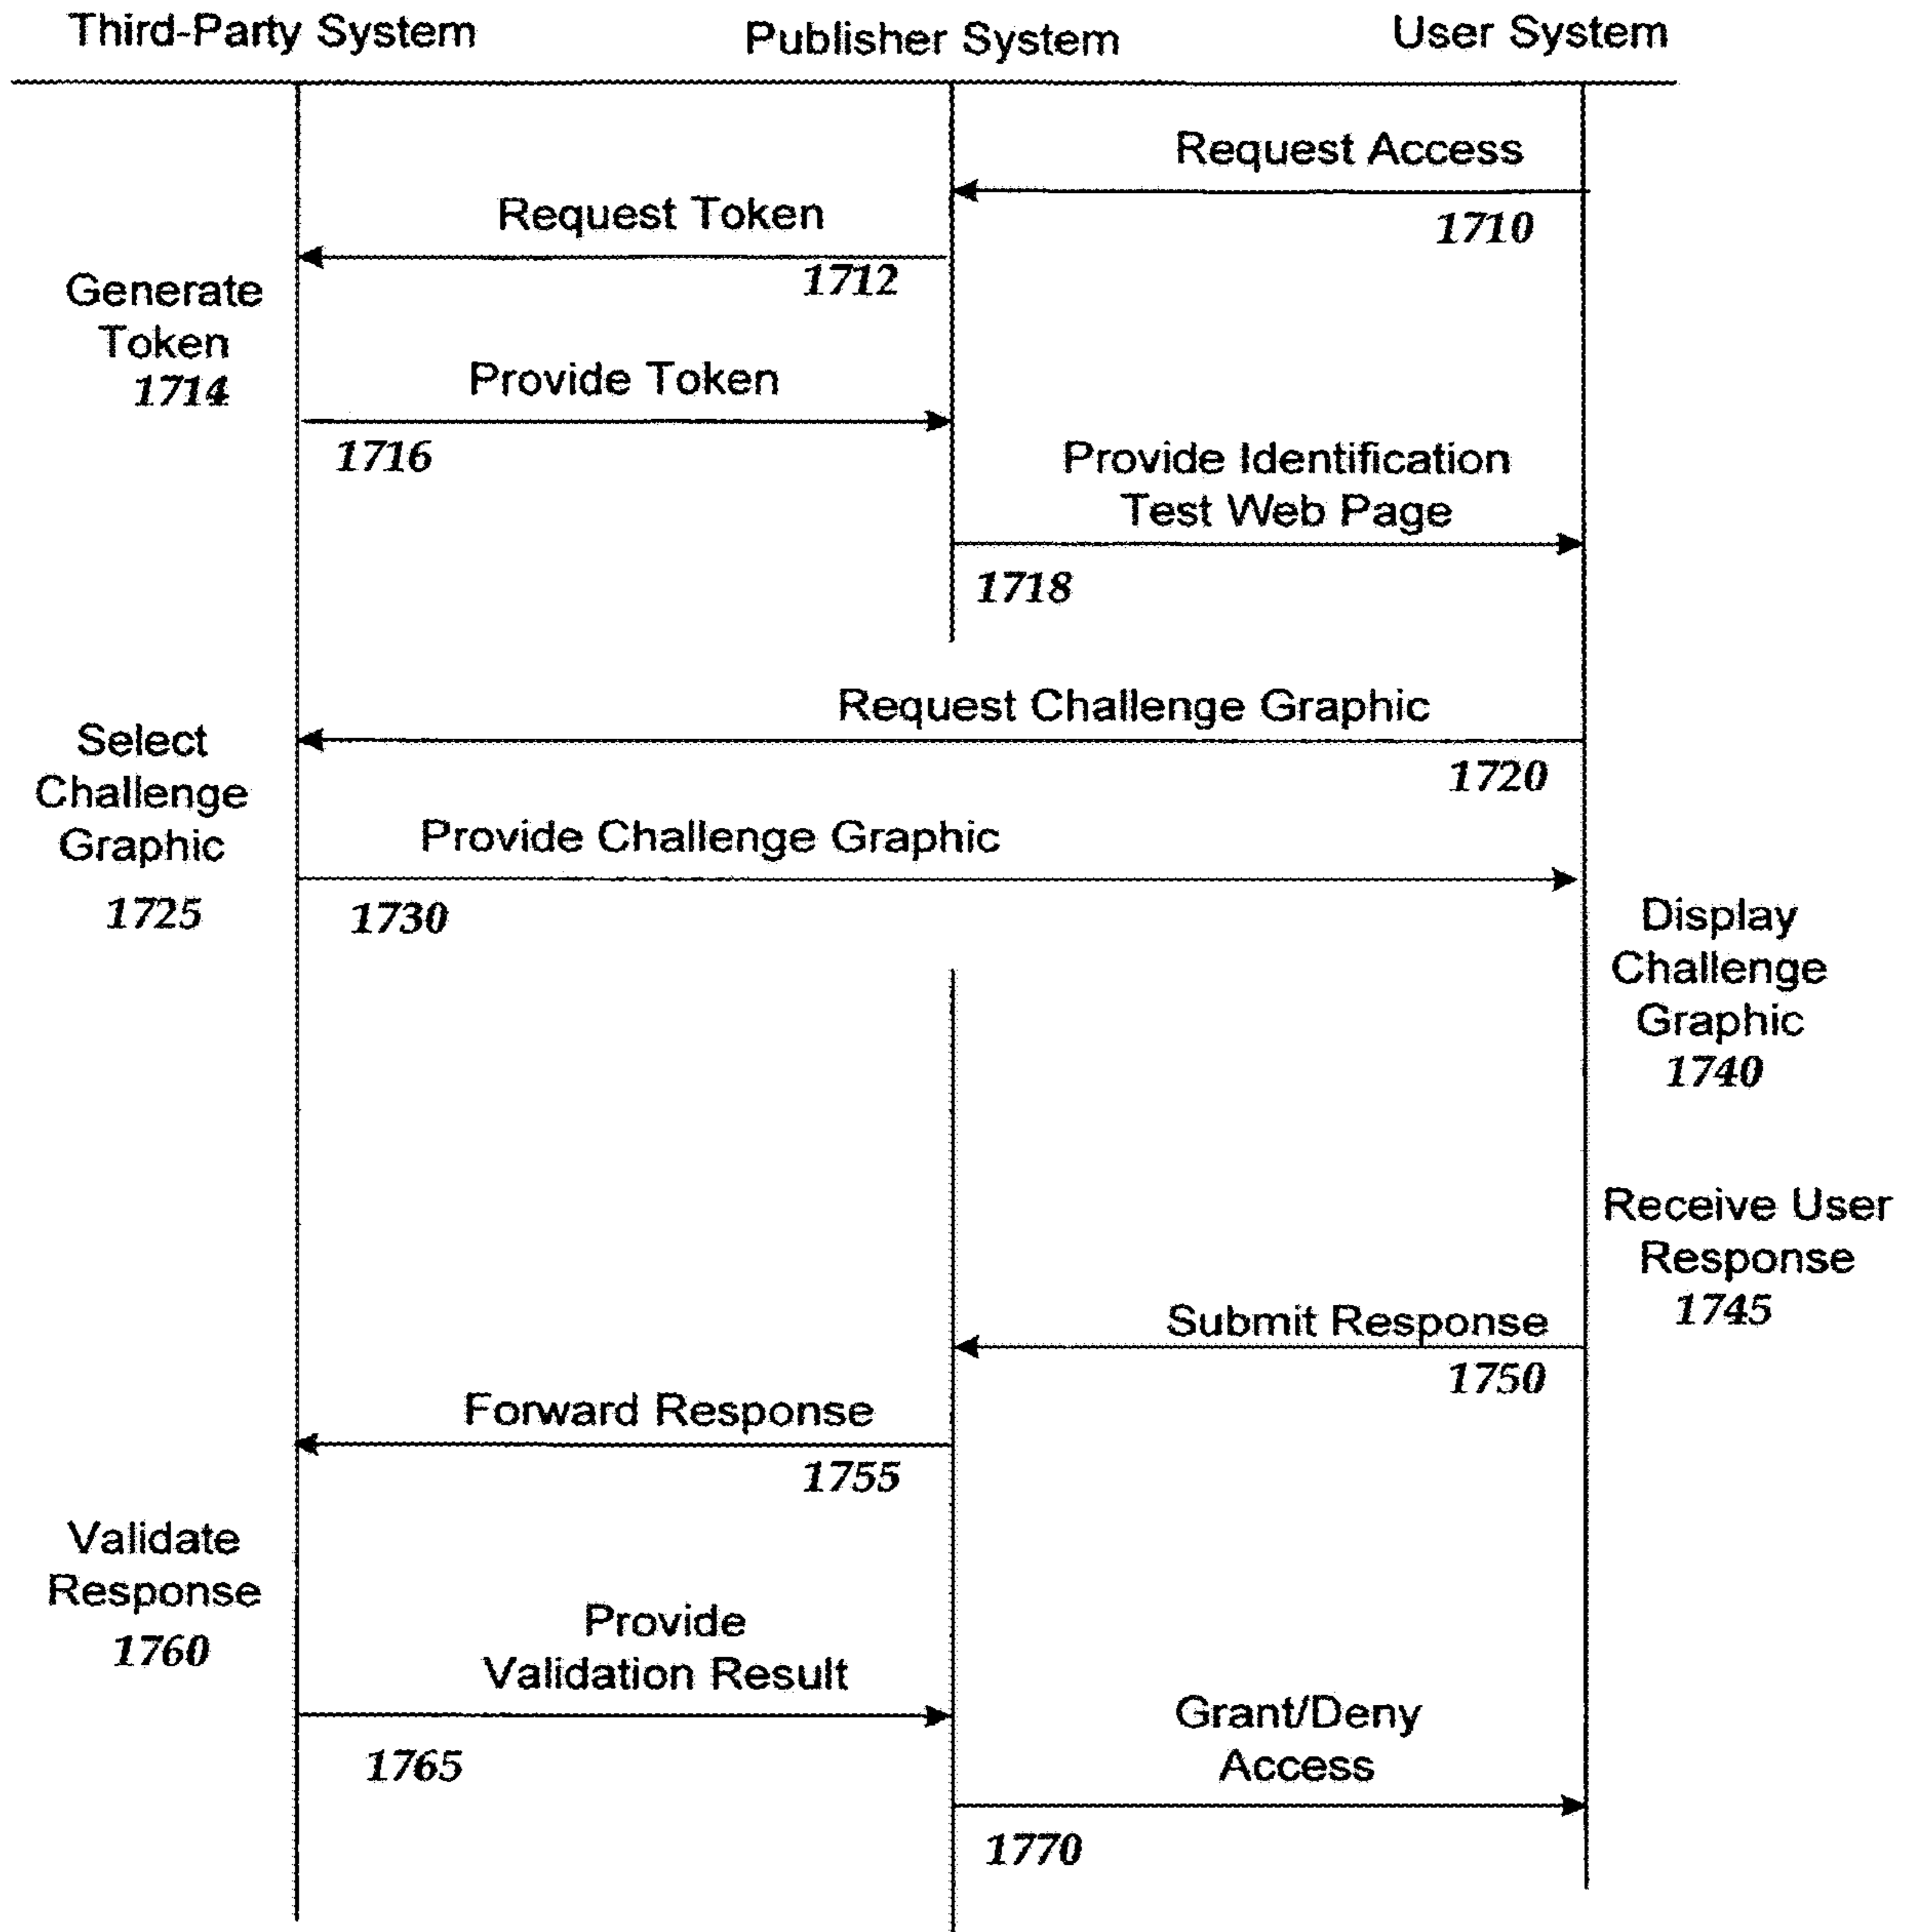 Third-Party System
Publisher System
User System
Request Access
1710
Request Token
1712
Generate
Token
1714
Provide Token
1716
Provide Identification
Test Web Page
1718
Request Challenge Graphic
1720
Select
Challenge
Graphic
1725
Provide Challenge Graphic
1730
Display
Challenge
Graphic
1740
Receive User
Response
1745
Submit Response
1750
Forward Response
1755
Validate
Response
1760
Provide
Validation Result
1765
Grant/Deny
Access
1770